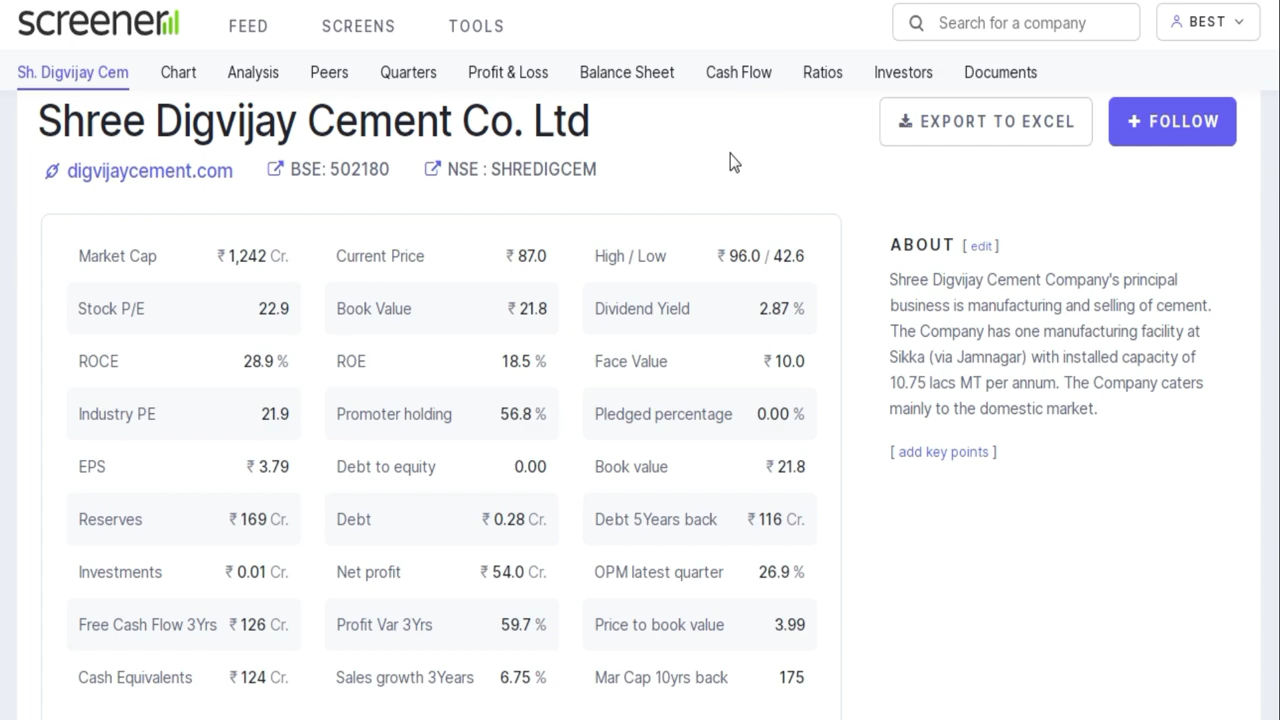 screener FEED SCREENS TOOLS Search for a company BEST
Sh. Digvijay Cem Chart Analysis Peers Quarters Profit & Loss Balance Sheet Cash Flow Ratios Investors Documents
Shree Digvijay Cement Co. Ltd EXPORT TO EXCEL + FOLLOW
digvijaycement.com BSE: 502180 NSE : SHREDIGCEM
Market Cap ₹ 1,242 Cr. Current Price ₹ 87.0 High / Low ₹ 96.0 / 42.6
Stock P/E 22.9 Book Value ₹ 21.8 Dividend Yield 2.87 %
ROCE 28.9 % ROE 18.5 % Face Value ₹ 10.0
Industry PE 21.9 Promoter holding 56.8 % Pledged percentage 0.00 %
EPS ₹ 3.79 Debt to equity 0.00 Book value ₹ 21.8
Reserves ₹ 169 Cr. Debt ₹ 0.28 Cr. Debt 5Years back ₹ 116 Cr.
Investments ₹ 0.01 Cr. Net profit ₹ 54.0 Cr. OPM latest quarter 26.9 %
Free Cash Flow 3Yrs ₹ 126 Cr. Profit Var 3Yrs 59.7 % Price to book value 3.99
Cash Equivalents ₹ 124 Cr. Sales growth 3Years 6.75 % Mar Cap 10yrs back 175
ABOUT [ edit ]
Shree Digvijay Cement Company's principal
business is manufacturing and selling of cement.
The Company has one manufacturing facility at
Sikka (via Jamnagar) with installed capacity of
10.75 lacs MT per annum. The Company caters
mainly to the domestic market.
[ add key points ]